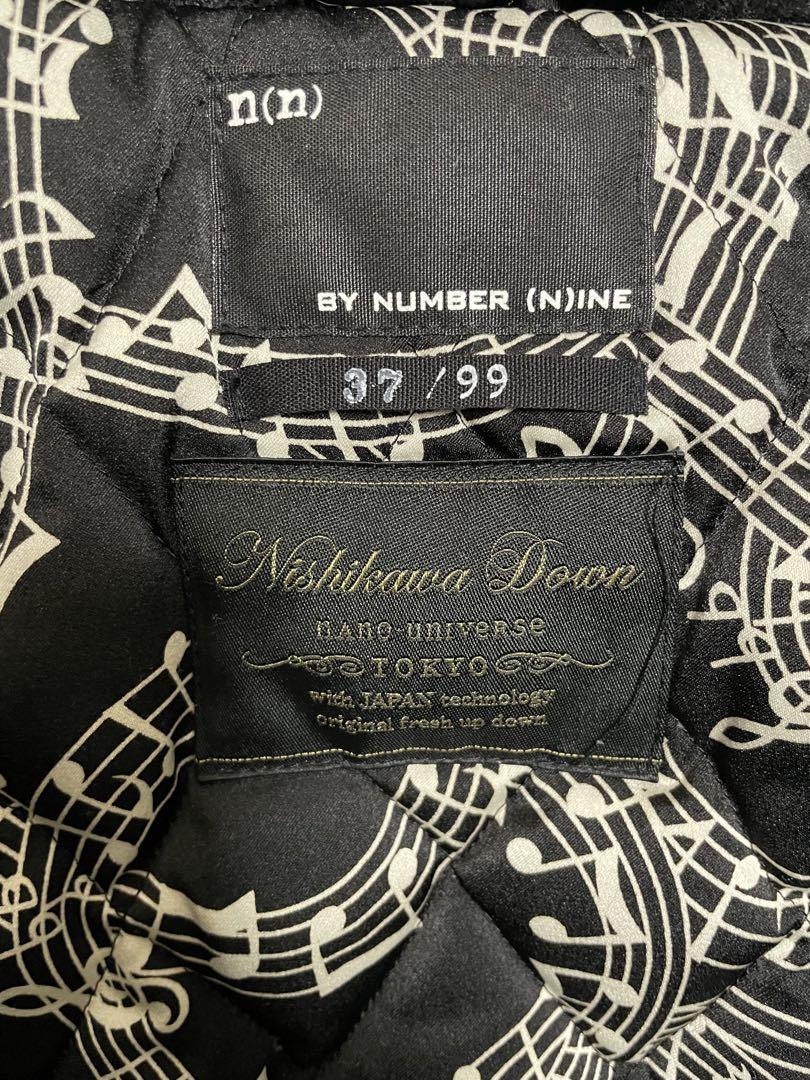 n(n)
BY NUMBER (N)INE
37/99
Nishikawa Down
nano·universe
TOKYO
with JAPAN technology
original fresh up down